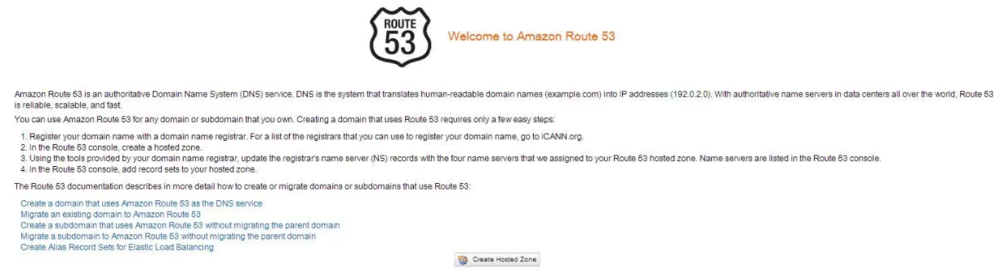 ROUTE
53
Welcome to Amazon Route 53
Amazon Route 53 is an authoritative Domain Name System (DNS) service. DNS is the system that translates human-readable domain names (example.com) into IP addresses (192.0.2.0). With authoritative name servers in data centers all over the world, Route 53
is reliable, scalable, and fast.
You can use Amazon Route 53 for any domain or subdomain that you own. Creating a domain that uses Route 53 requires only a few easy steps:
1. Register your domain name with a domain name registrar. For a list of the registrars that you can use to register your domain name, go to ICANN.org.
2. In the Route 53 console, create a hosted zone.
3. Using the tools provided by your domain name registrar, update the registrar's name server (NS) records with the four name servers that we assigned to your Route 53 hosted zone. Name servers are listed in the Route 53 console.
4. In the Route 53 console, add record sets to your hosted zone.
The Route 53 documentation describes in more detail how to create or migrate domains or subdomains that use Route 53:
Create a domain that uses Amazon Route 53 as the DNS service
Migrate an existing domain to Amazon Route 53
Create a subdomain that uses Amazon Route 53 without migrating the parent domain
Migrate a subdomain to Amazon Route 53 without migrating the parent domain
Create Alias Record Sets for Elastic Load Balancing
Create Hosted Zone